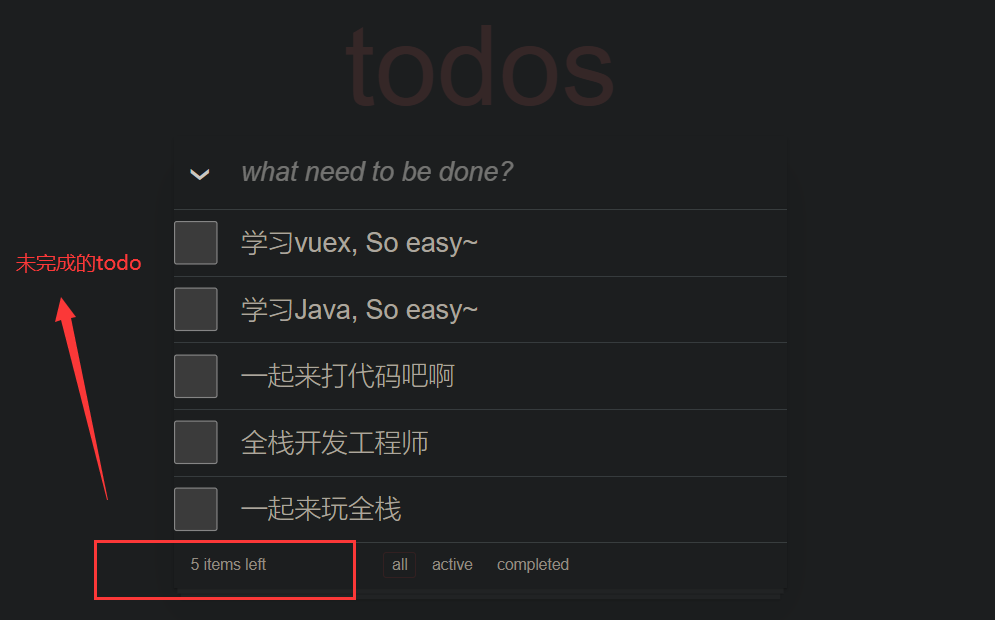 todos
what need to be done?
学习vuex, So easy~
未完成的todo
学习Java, So easy~
一起来打代码吧啊
全栈开发工程师
一起来玩全栈
5 items left all active completed